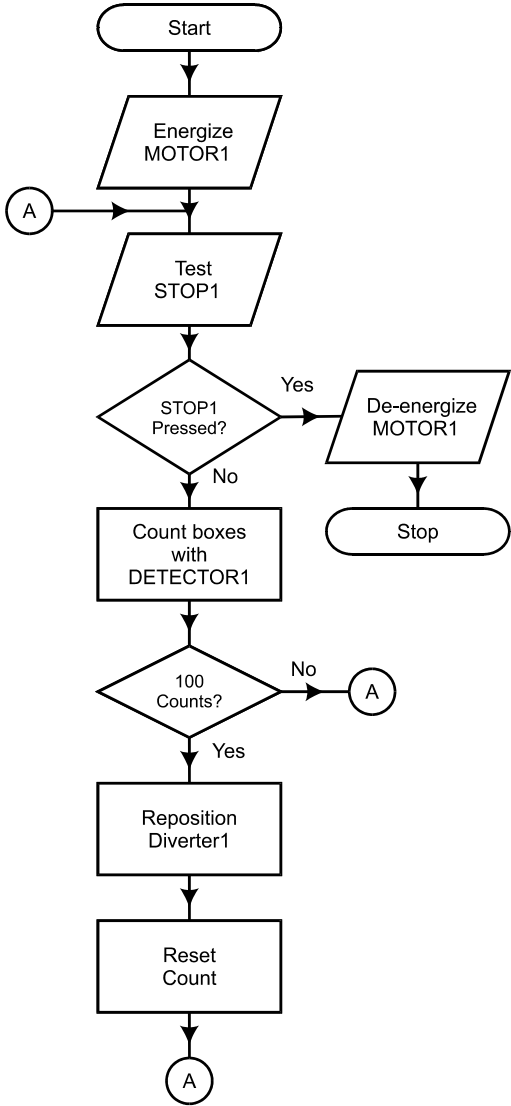 Start
Energize
MOTOR1
A
Test
STOP1
STOP1
Pressed?
Yes
De-energize
MOTOR1
Stop
No
Count boxes
with
DETECTOR1
100
Counts?
No
A
Yes
Reposition
Diverter1
Reset
Count
A